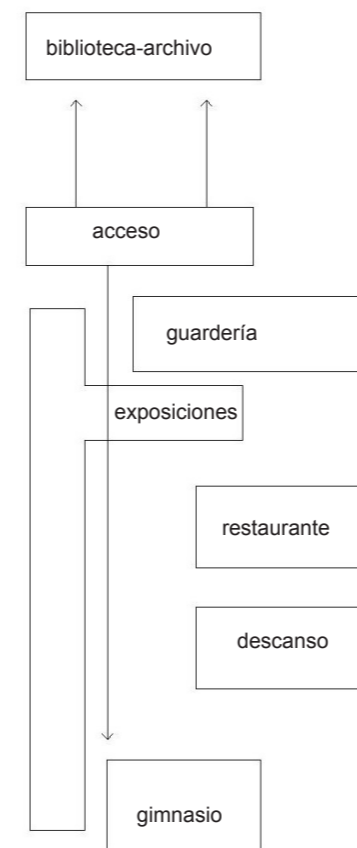 biblioteca-archivo
acceso
guardería
exposiciones
restaurante
descanso
gimnasio